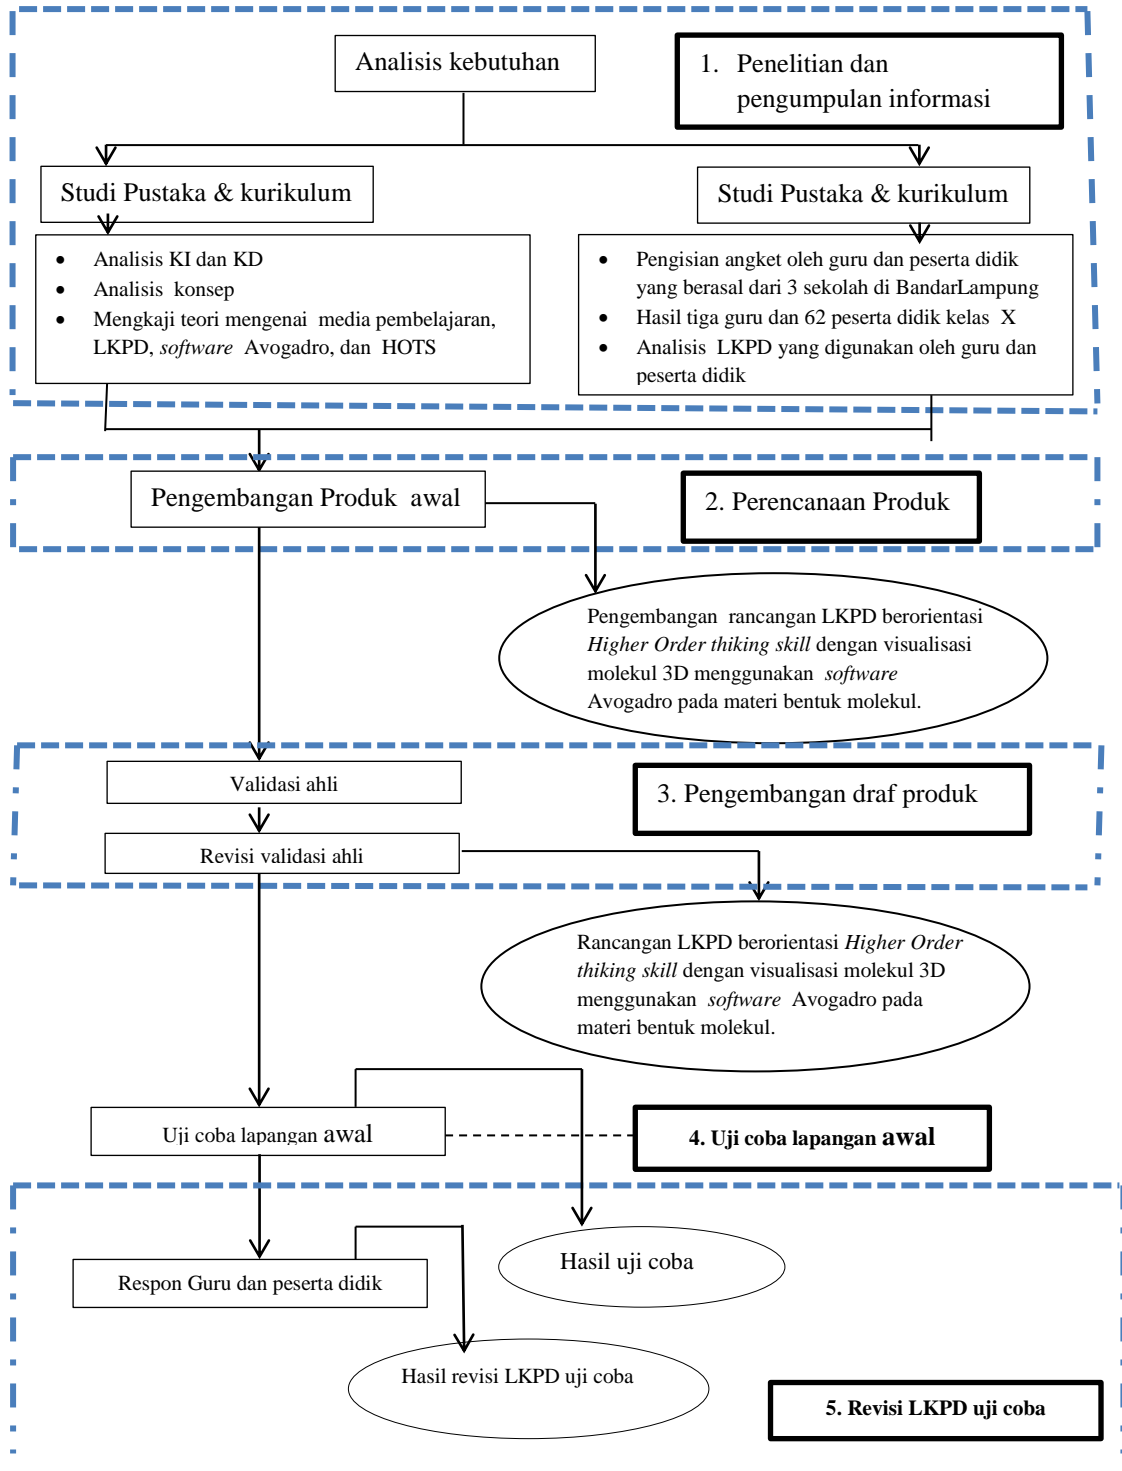 Analisis kebutuhan
1. Penelitian dan
pengumpulan informasi
Studi Pustaka & kurikulum
Studi Pustaka & kurikulum
• Analisis KI dan KD
• Analisis konsep
• Mengkaji teori mengenai media pembelajaran,
LKPD, software Avogadro, dan HOTS
• Pengisian angket oleh guru dan peserta didik
yang berasal dari 3 sekolah di BandarLampung
• Hasil tiga guru dan 62 peserta didik kelas X
• Analisis LKPD yang digunakan oleh guru dan
peserta didik
Pengembangan Produk awal
2. Perencanaan Produk
Pengembangan rancangan LKPD berorientasi
Higher Order thiking skill dengan visualisasi
molekul 3D menggunakan software
Avogadro pada materi bentuk molekul.
Validasi ahli
3. Pengembangan draf produk
Revisi validasi ahli
Rancangan LKPD berorientasi Higher Order
thiking skill dengan visualisasi molekul 3D
menggunakan software Avogadro pada
materi bentuk molekul.
Uji coba lapangan awal
4. Uji coba lapangan awal
Hasil uji coba
Respon Guru dan peserta didik
Hasil revisi LKPD uji coba
5. Revisi LKPD uji coba